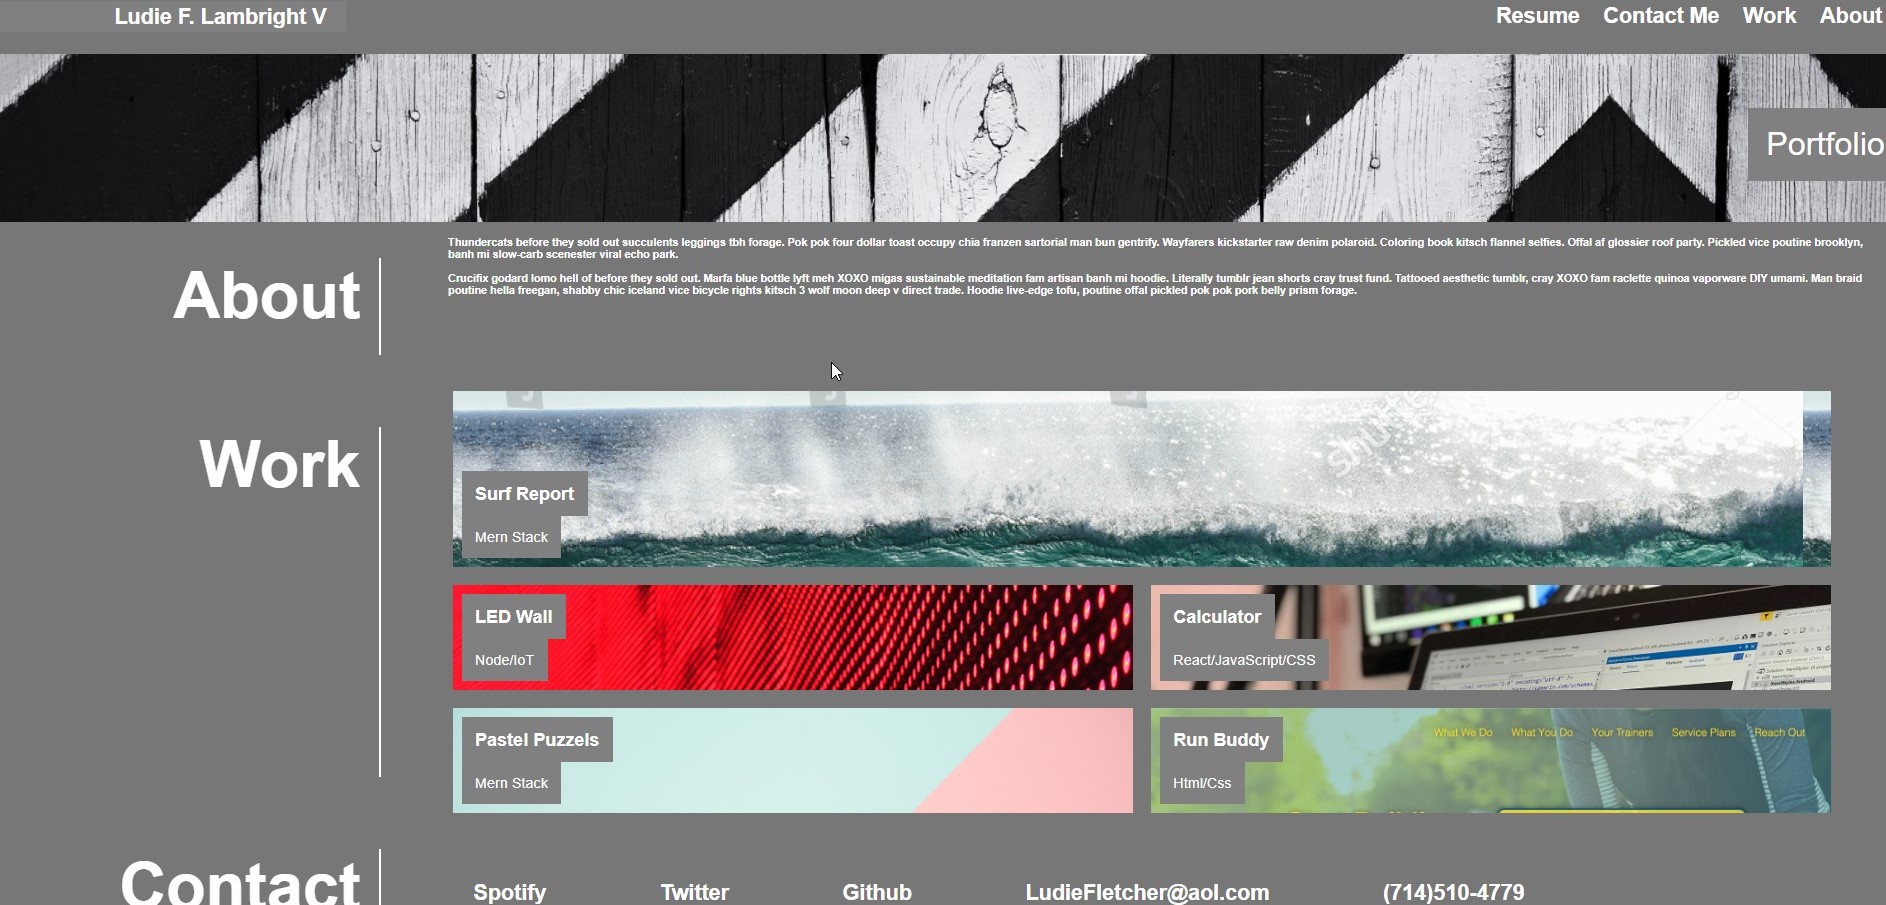 Ludie F. Lambright V
Resume Contact Me Work About
Portfolio
About
Thundercats before they sold out succulents leggings tbh forage. Pok pok four dollar toast occupy chia franzen sartorial man bun gentrify. Wayfarers kickstarter raw denim polaroid. Coloring book kitsch flannel selfies. Offal af glossier roof party. Pickled vice poutine brooklyn,
banh mi slow-carb scenester viral echo park.
Crucifix godard lomo hell of before they sold out. Marfa blue bottle lyft meh XOXO migas sustainable meditation fam artisan banh mi hoodie. Literally tumblr jean shorts cray trust fund. Tattooed aesthetic tumblr, cray XOXO fam raclette quinoa vaporware DIY umami. Man braid
poutine hella freegan, shabby chic iceland vice bicycle rights kitsch 3 wolf moon deep v direct trade. Hoodie live-edge tofu, poutine offal pickled pok pok pork belly prism forage.
Work
Surf Report
Mern Stack
LED Wall
Node/IoT
Calculator
React/JavaScript/CSS
Pastel Puzzels
Mern Stack
Run Buddy
Html/Css
What We Do What You Do Your Trainers Service Plans Reach Out
Contact
Spotify Twitter Github LudieFletcher@aol.com (714)510-4779